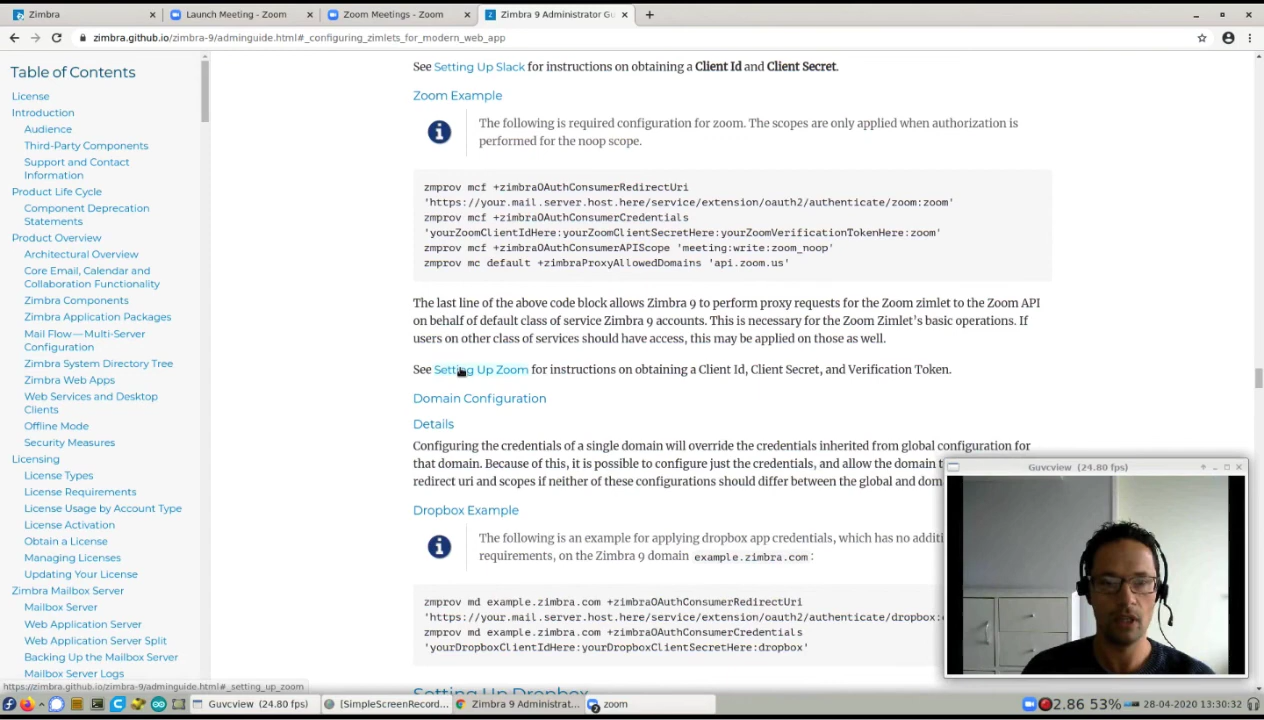 Zimbra
Launch Meeting - Zoom
Zoom Meetings - Zoom
Zimbra 9 Administrator Gu
zimbra.github.io/zimbra-9/adminguide.html#_configuring_zimlets_for_modern_web_app
Table of Contents
License
Introduction
Audience
Third-Party Components
Support and Contact
Information
Product Life Cycle
Component Deprecation
Statements
Product Overview
Architectural Overview
Core Email, Calendar and
Collaboration Functionality
Zimbra Components
Zimbra Application Packages
Mail Flow—Multi-Server
Configuration
Zimbra System Directory Tree
Zimbra Web Apps
Web Services and Desktop
Clients
Offline Mode
Security Measures
Licensing
License Types
License Requirements
License Usage by Account Type
License Activation
Obtain a License
Managing Licenses
Updating Your License
Zimbra Mailbox Server
Mailbox Server
Web Application Server
Web Application Server Split
Backing Up the Mailbox Server
Mailbox Server Logs
See Setting Up Slack for instructions on obtaining a Client Id and Client Secret.
Zoom Example
The following is required configuration for zoom. The scopes are only applied when authorization is
performed for the noop scope.
zmprov mcf +zimbraOAuthConsumerRedirectUri
'https://your.mail.server.host.here/service/extension/oauth2/authenticate/zoom:zoom'
zmprov mcf +zimbraOAuthConsumerCredentials
'yourZoomClientIdHere:yourZoomClientSecretHere:yourZoomVerificationTokenHere:zoom'
zmprov mcf +zimbraOAuthConsumerAPIScope 'meeting:write:zoom_noop'
zmprov mc default +zimbraProxyAllowedDomains 'api.zoom.us'
The last line of the above code block allows Zimbra 9 to perform proxy requests for the Zoom zimlet to the Zoom API
on behalf of default class of service Zimbra 9 accounts. This is necessary for the Zoom Zimlet's basic operations. If
users on other class of services should have access, this may be applied on those as well.
See Setting Up Zoom for instructions on obtaining a Client Id, Client Secret, and Verification Token.
Domain Configuration
Details
Configuring the credentials of a single domain will override the credentials inherited from global configuration for
that domain. Because of this, it is possible to configure just the credentials, and allow the domain t
redirect uri and scopes if neither of these configurations should differ between the global and dom
Dropbox Example
The following is an example for applying dropbox app credentials, which has no additi
requirements, on the Zimbra 9 domain example.zimbra.com:
zmprov md example.zimbra.com +zimbraOAuthConsumerRedirectUri
'https://your.mail.server.host.here/service/extension/oauth2/authenticate/dropbox:
zmprov md example.zimbra.com +zimbraOAuthConsumerCredentials
'yourDropboxClientIdHere:yourDropboxClientSecretHere:dropbox'
Setting Up Dropbox
Guvcview (24.80 fps)
https://zimbra.github.io/zimbra-9/adminguide.html#_setting_up_zoom
Guvcview (24.80 fps)
[SimpleScreenRecord...
Zimbra 9 Administrat...
zoom
2.86 53%
28-04-2020 13:30:32